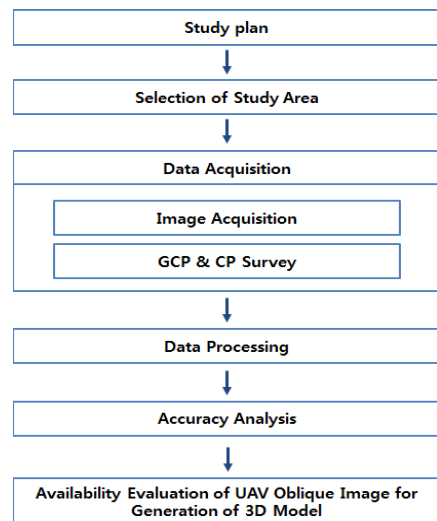 Study plan
Selection of Study Area
Data Acquisition
Image Acquisition
GCP & CP Survey
Data Processing
Accuracy Analysis
Availability Evaluation of UAV Oblique Image for
Generation of 3D Model